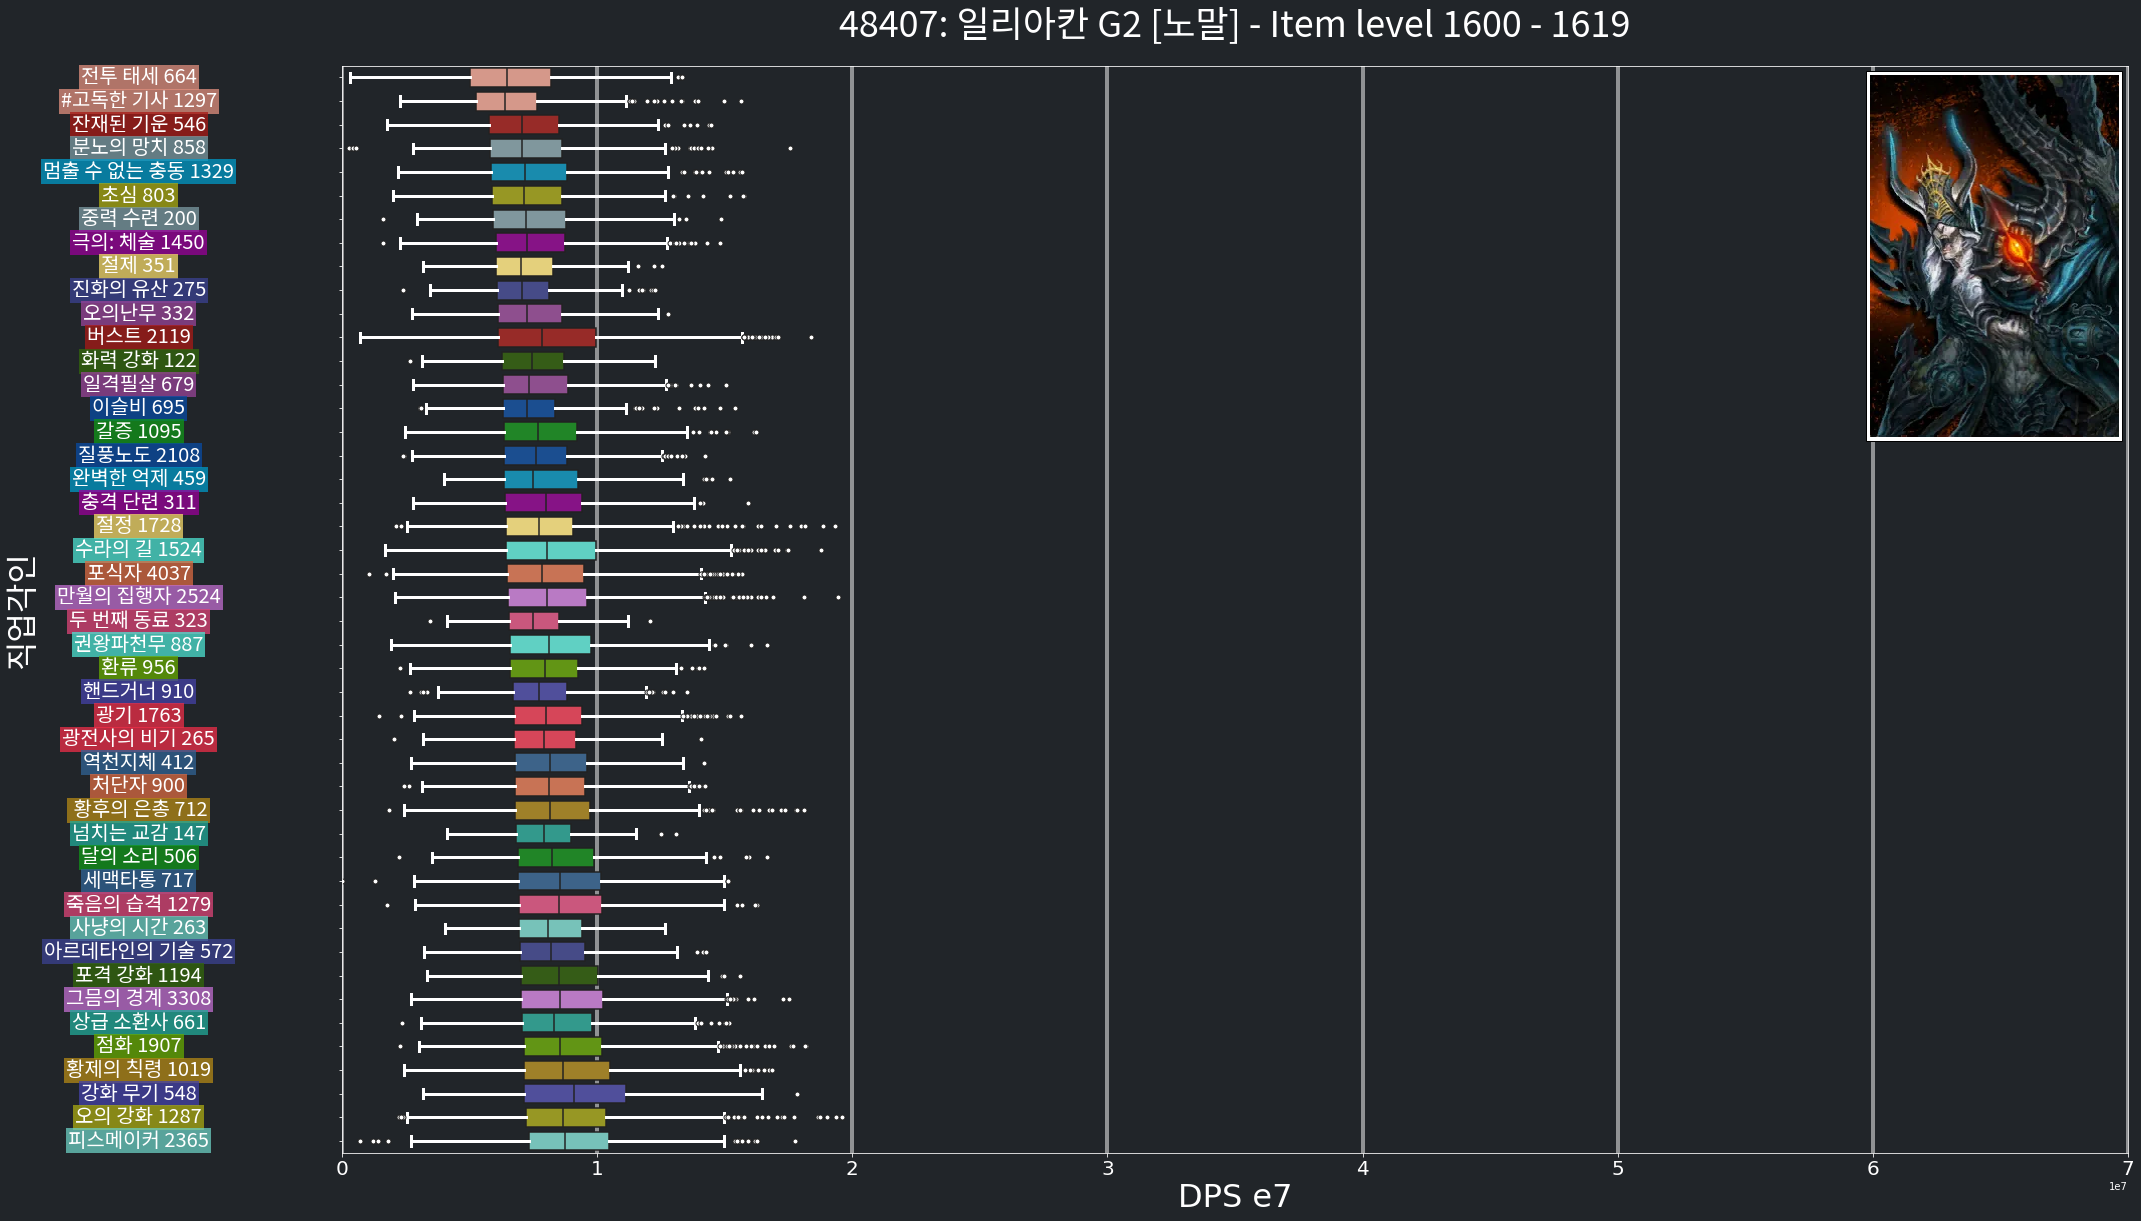 48407: 일리아칸 G2 [노말] - Item level 1600 - 1619
직업각인
전투 태세 664
#고독한 기사 1297
잔재된 기운 546
분노의 망치 858
멈출 수 없는 충동 1329
초심 803
중력 수련 200
극의: 체술 1450
절제 351
진화의 유산 275
오의난무 332
버스트 2119
화력 강화 122
일격필살 679
이슬비 695
갈증 1095
질풍노도 2108
완벽한 억제 459
충격 단련 311
절정 1728
수라의 길 1524
포식자 4037
만월의 집행자 2524
두 번째 동료 323
권왕파천무 887
환류 956
핸드거너 910
광기 1763
광전사의 비기 265
역천지체 412
처단자 900
황후의 은총 712
넘치는 교감 147
달의 소리 506
세맥타통 717
죽음의 습격 1279
사냥의 시간 263
아르데타인의 기술 572
포격 강화 1194
그믐의 경계 3308
상급 소환사 661
점화 1907
황제의 칙령 1019
강화 무기 548
오의 강화 1287
피스메이커 2365
0 1 2 3 4 5 6 7
1e7
DPS e7